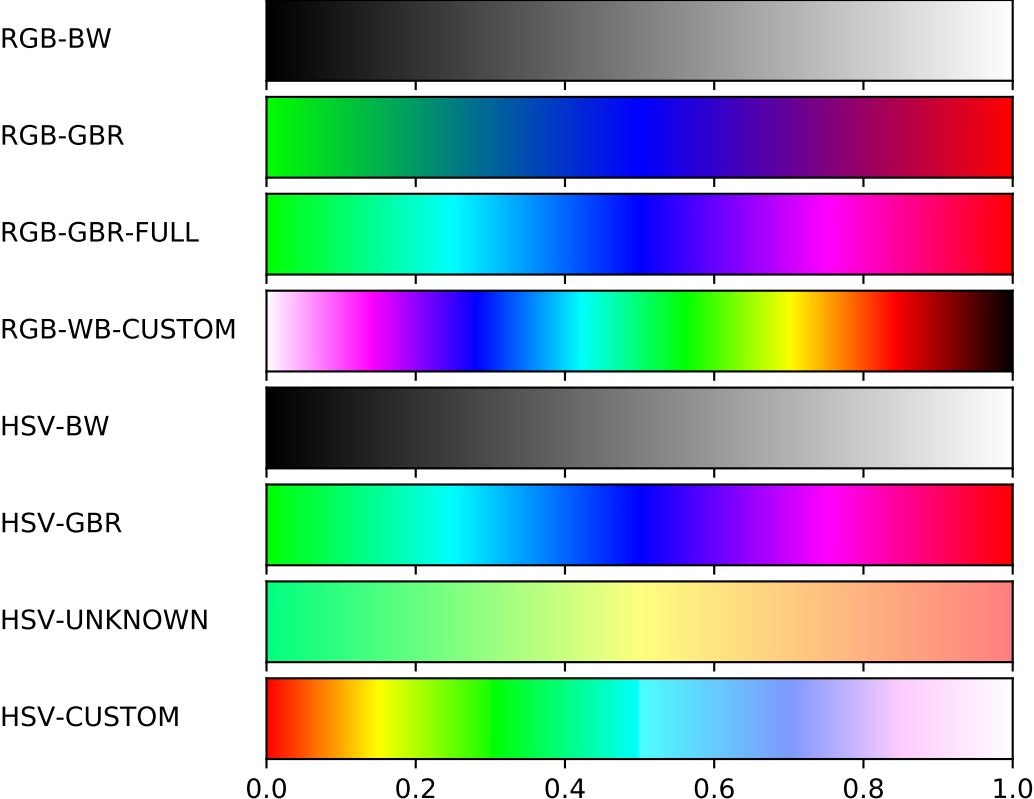 RGB-BW
RGB-GBR
RGB-GBR-FULL
RGB-WB-CUSTOM
HSV-BW
HSV-GBR
HSV-UNKNOWN
HSV-CUSTOM
0.0 0.2 0.4 0.6 0.8 1.0